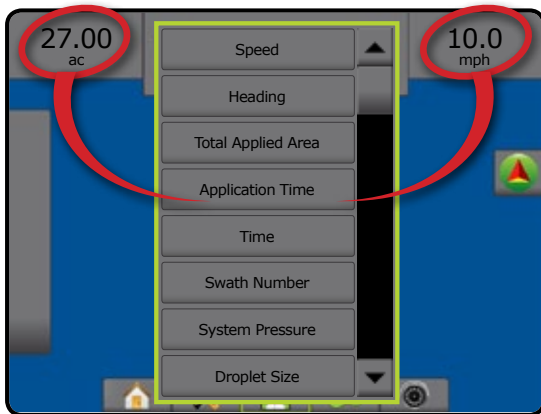 27.00
ac
10.0
mph
Speed
Heading
Total Applied Area
Application Time
Time
Swath Number
System Pressure
Droplet Size